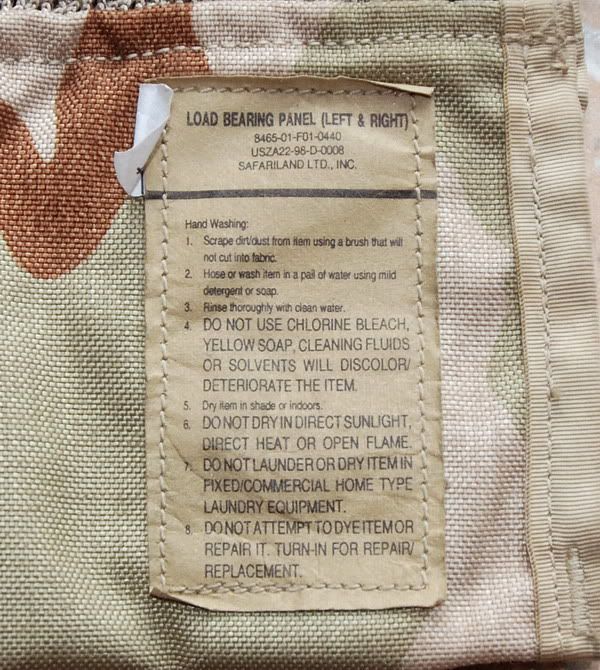 LOAD BEARING PANEL (LEFT & RIGHT)
8465-01-F01-0440
USZA22-98-D-0008
SAFARILAND LTD., INC.
Hand Washing:
1. Scrape dirt/dust from item using a brush that will
not cut into fabric.
2. Hose or wash item in a pail of water using mild
detergent or soap.
3. Rinse thoroughly with clean water.
4. DO NOT USE CHLORINE BLEACH,
YELLOW SOAP, CLEANING FLUIDS
OR SOLVENTS WILL DISCOLOR/
DETERIORATE THE ITEM.
5. Dry item in shade or indoors.
6. DO NOT DRY IN DIRECT SUNLIGHT,
DIRECT HEAT OR OPEN FLAME.
7. DO NOT LAUNDER OR DRY ITEM IN
FIXED/COMMERCIAL HOME TYPE
LAUNDRY EQUIPMENT.
8. DO NOT ATTEMPT TO DYE ITEM OR
REPAIR IT. TURN-IN FOR REPAIR/
REPLACEMENT.